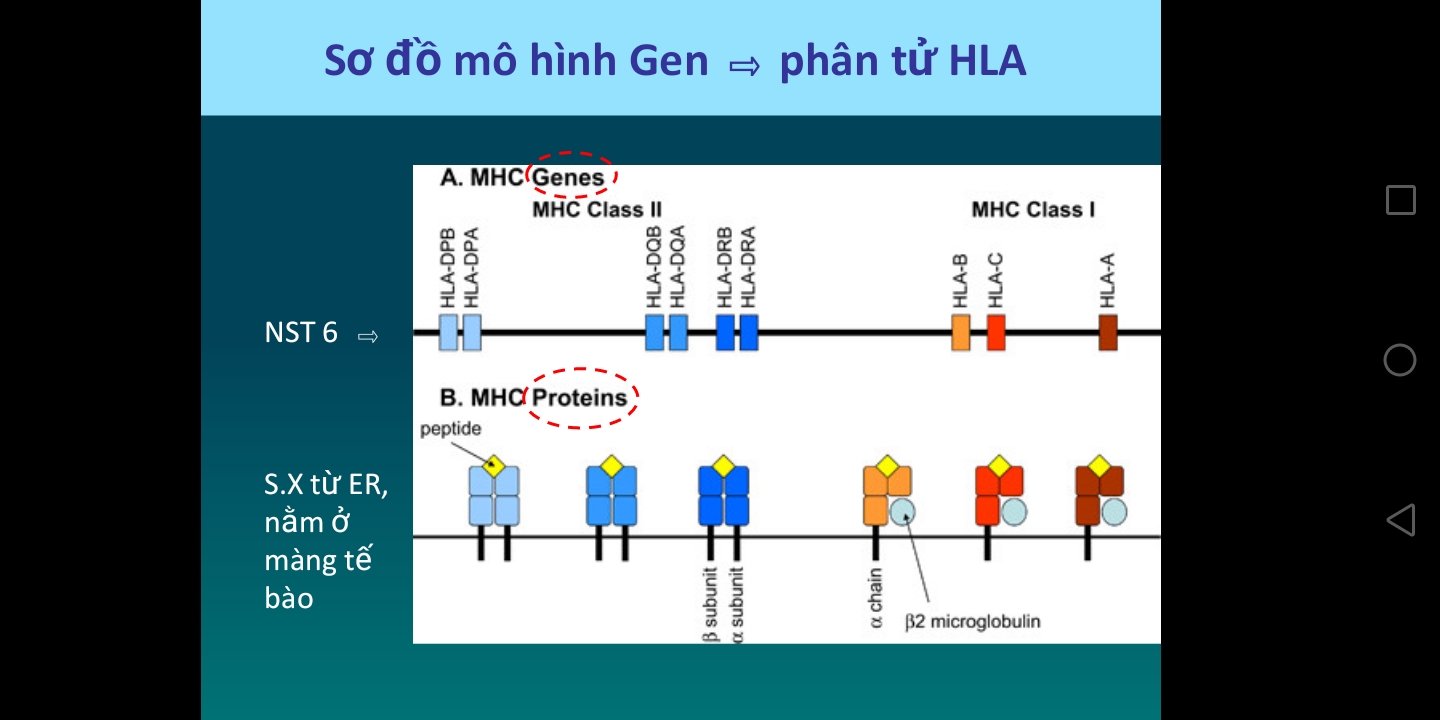 Sơ đồ mô hình Gen ⇨ phân tử HLA
A. MHC Genes
MHC Class II
MHC Class I
HLA-DPB
HLA-DPA
HLA-DQB
HLA-DQA
HLA-DRB
HLA-DRA
HLA-B
HLA-C
HLA-A
NST 6 ⇨
B. MHC Proteins
peptide
S.X từ ER,
nằm ở
màng tế
bào
β subunit
α subunit
α chain
β2 microglobulin